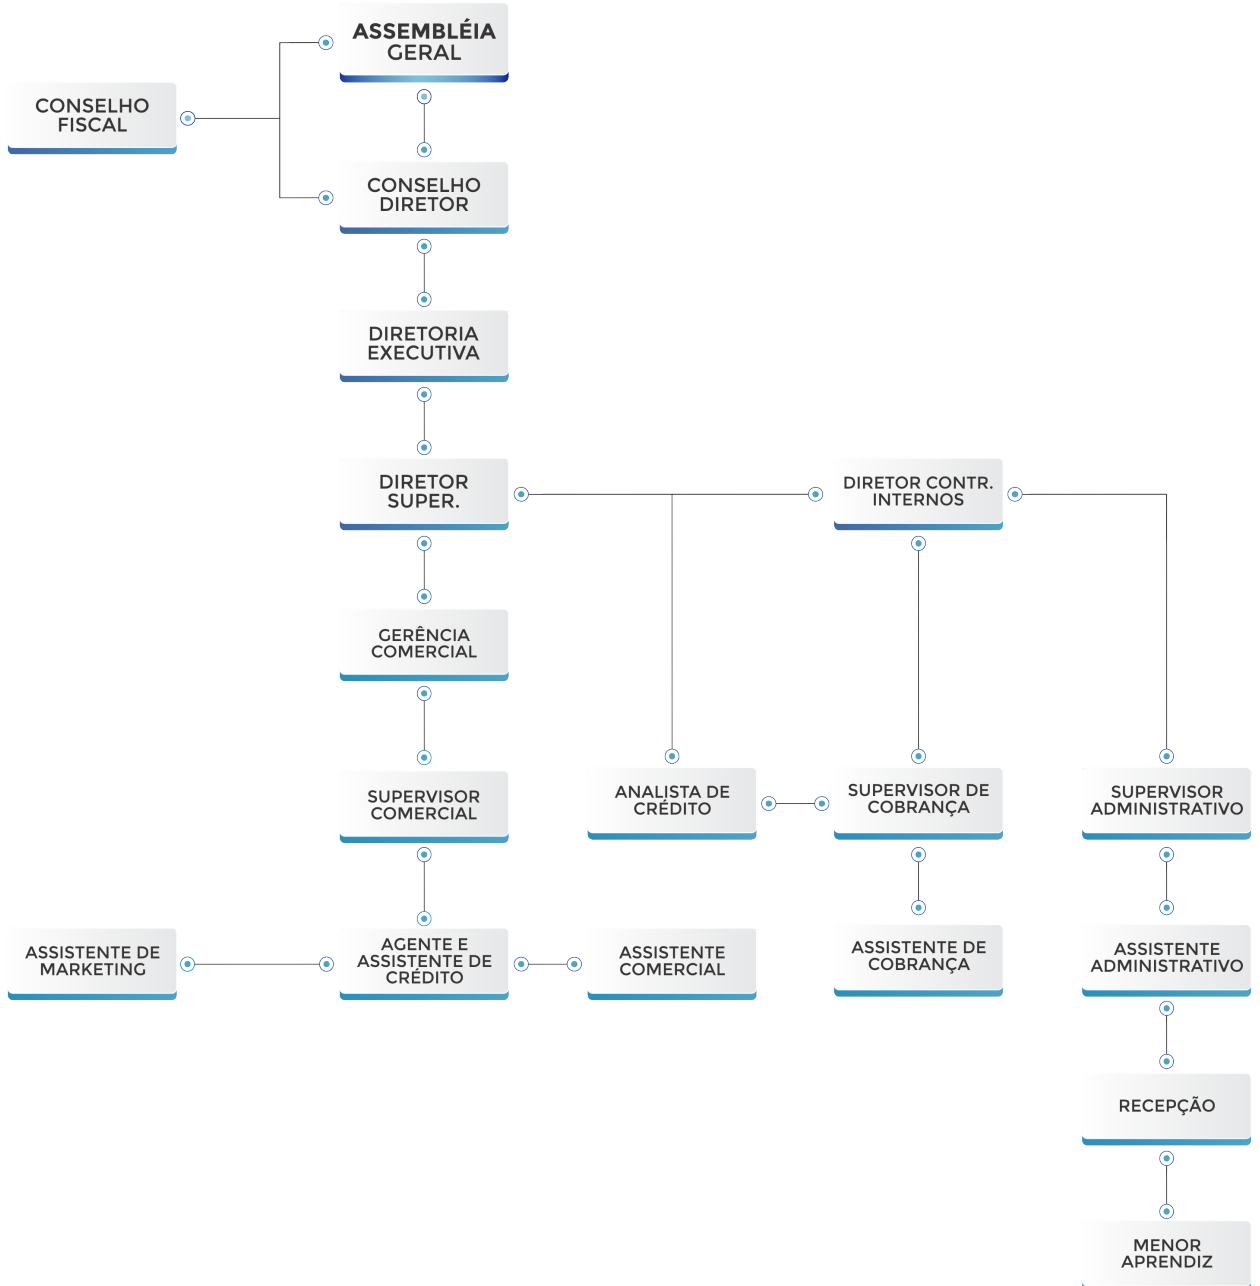 ASSEMBLÉIA
GERAL
CONSELHO
FISCAL
CONSELHO
DIRETOR
DIRETORIA
EXECUTIVA
DIRETOR
SUPER.
DIRETOR CONTR.
INTERNOS
GERÊNCIA
COMERCIAL
SUPERVISOR
COMERCIAL
ANALISTA DE
CRÉDITO
SUPERVISOR DE
COBRANÇA
SUPERVISOR
ADMINISTRATIVO
ASSISTENTE DE
MARKETING
AGENTE E
ASSISTENTE DE
CRÉDITO
ASSISTENTE
COMERCIAL
ASSISTENTE DE
COBRANÇA
ASSISTENTE
ADMINISTRATIVO
RECEPÇÃO
MENOR
APRENDIZ